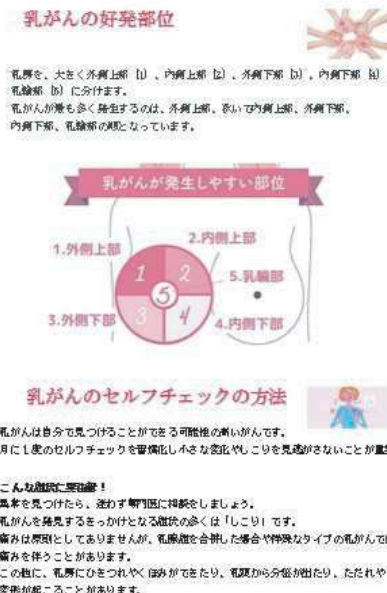 乳がんの好発部位
乳房を、大きく外側上部(1)、内側上部(2)、外側下部(3)、内側下部(4)
乳輪部(5)に分けます。
乳がんが最も多く発生するのは、外側上部、次いで内側上部、外側下部、
内側下部、乳輪部の順となっています。
乳がんが発生しやすい部位
1.外側上部
2.内側上部
1
2
5.乳輪部
5
3
4
3.外側下部
4.内側下部
乳がんのセルフチェックの方法
乳がんは自分で見つけることができる可能性の高いがんです。
月に1度のセルフチェックを習慣化し小さな変化やしこりを見逃がさないことが重
こんな症状に要注意!
異常を見つけたら、迷わず専門医に相談をしましょう。
乳がんを発見するきっかけとなる症状の多くは「しこり」です。
痛みは原則としてありませんが、乳腺症を合併した場合や特殊なタイプの乳がんでは
痛みを伴うことがあります。
この他に、乳房にひきつれやくぼみができたり、乳頭から分泌が出たり、ただれや
変形が起こることがあります。